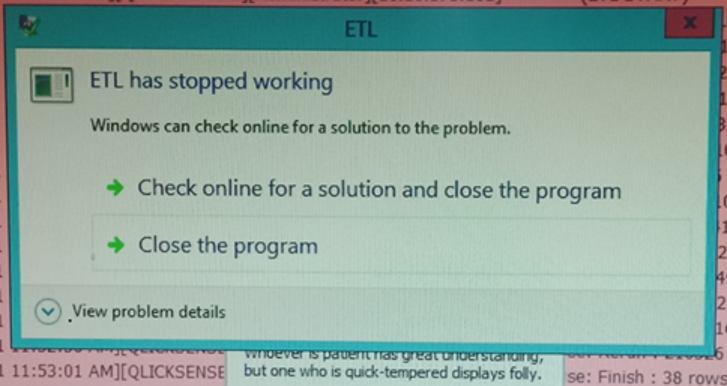 ETL
x
ETL has stopped working
Windows can check online for a solution to the problem.
Check online for a solution and close the program
Close the program
View problem details
Whoever is patient has great understanding,
11:53:01 AM][QLICKSENSE
but one who is quick-tempered displays folly.
se: Finish : 38 rows